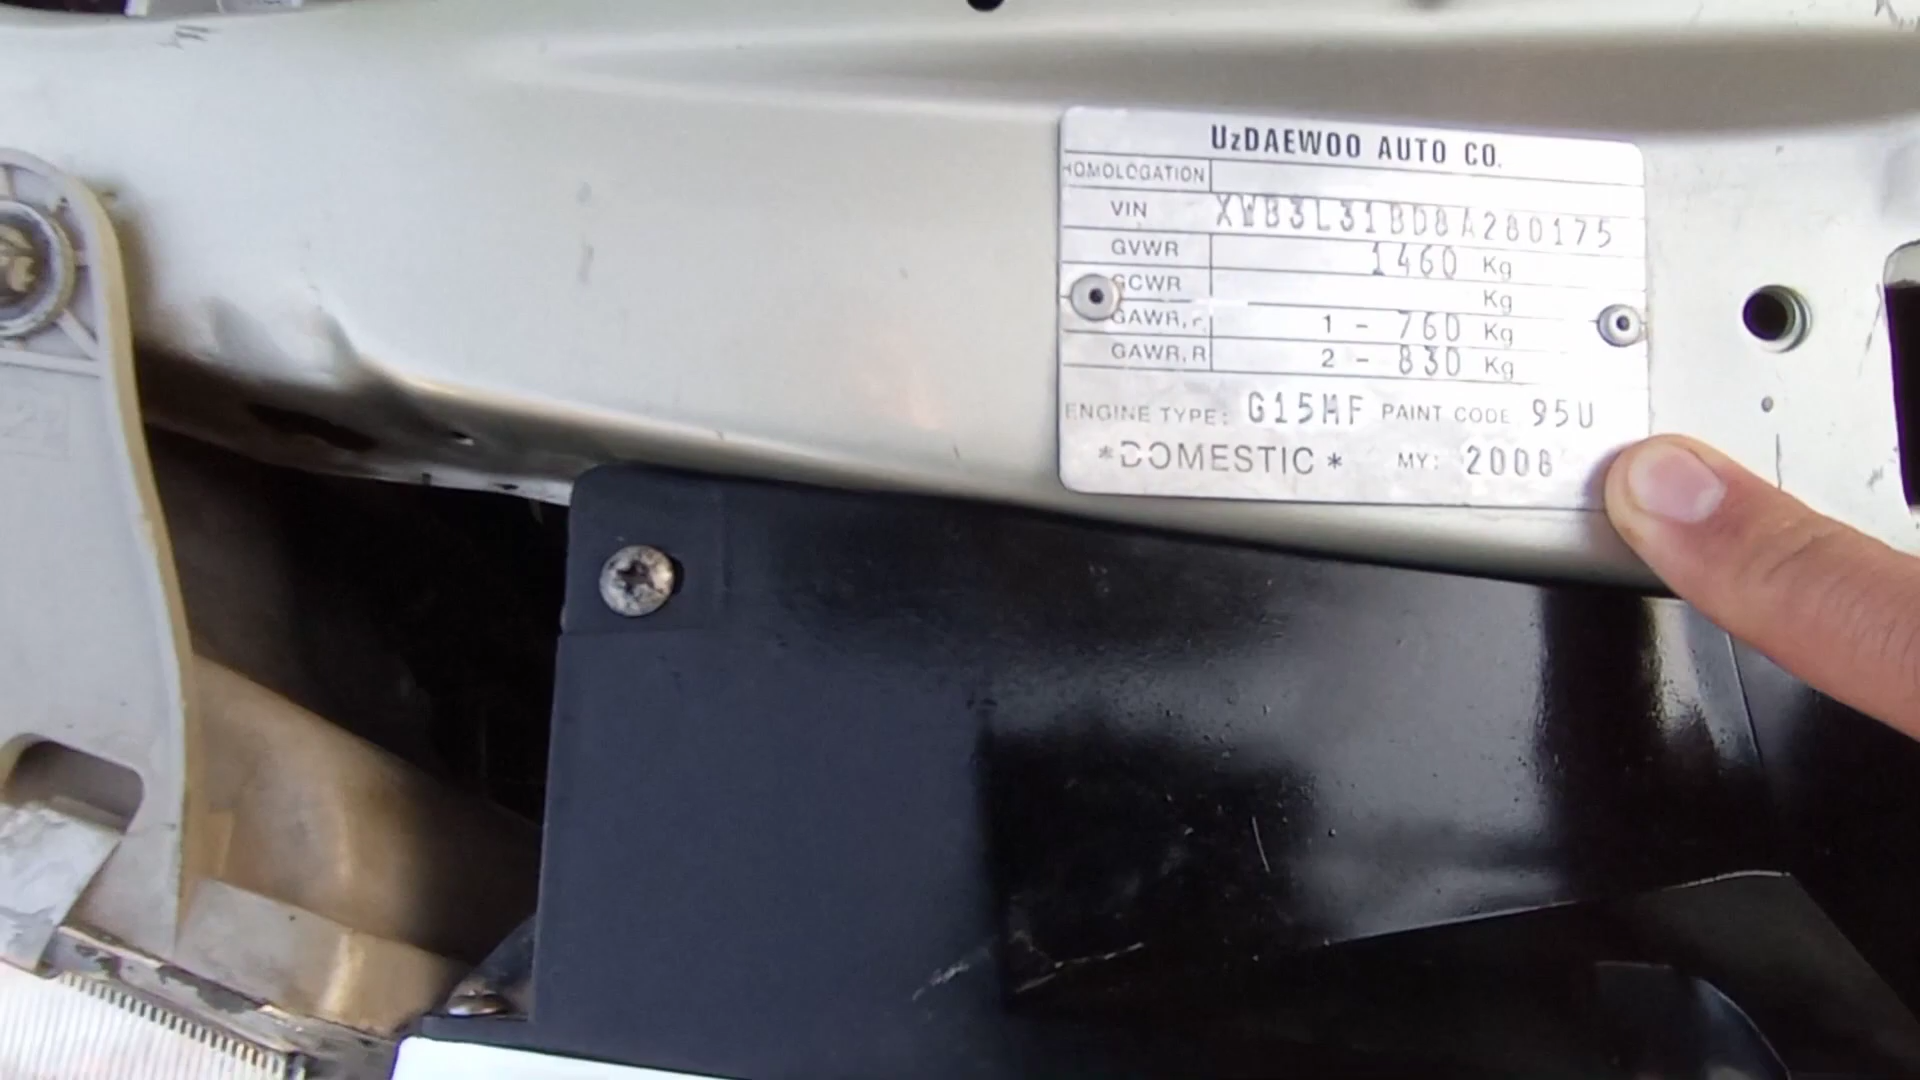 UzDAEWOO AUTO CO.
HOMOLOGATION
VIN XWB3L31BD8A280175
GVWR 1460 Kg
GCWR Kg
GAWR, F 1 - 760 Kg
GAWR, R 2 - 830 Kg
ENGINE TYPE: G15MF PAINT CODE 95U
*DOMESTIC* MY: 2008